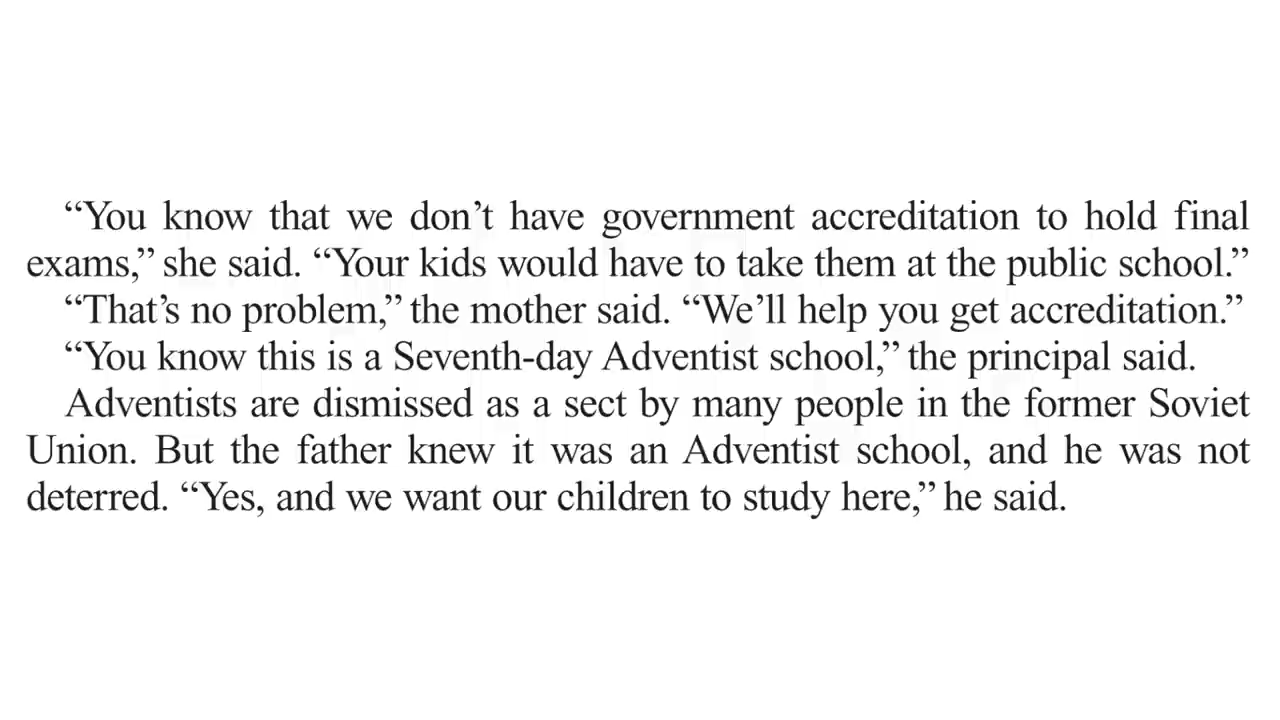 “You know that we don’t have government accreditation to hold final
exams,” she said. “Your kids would have to take them at the public school.”
“That’s no problem,” the mother said. “We’ll help you get accreditation.”
“You know this is a Seventh-day Adventist school,” the principal said.
Adventists are dismissed as a sect by many people in the former Soviet
Union. But the father knew it was an Adventist school, and he was not
deterred. “Yes, and we want our children to study here,” he said.